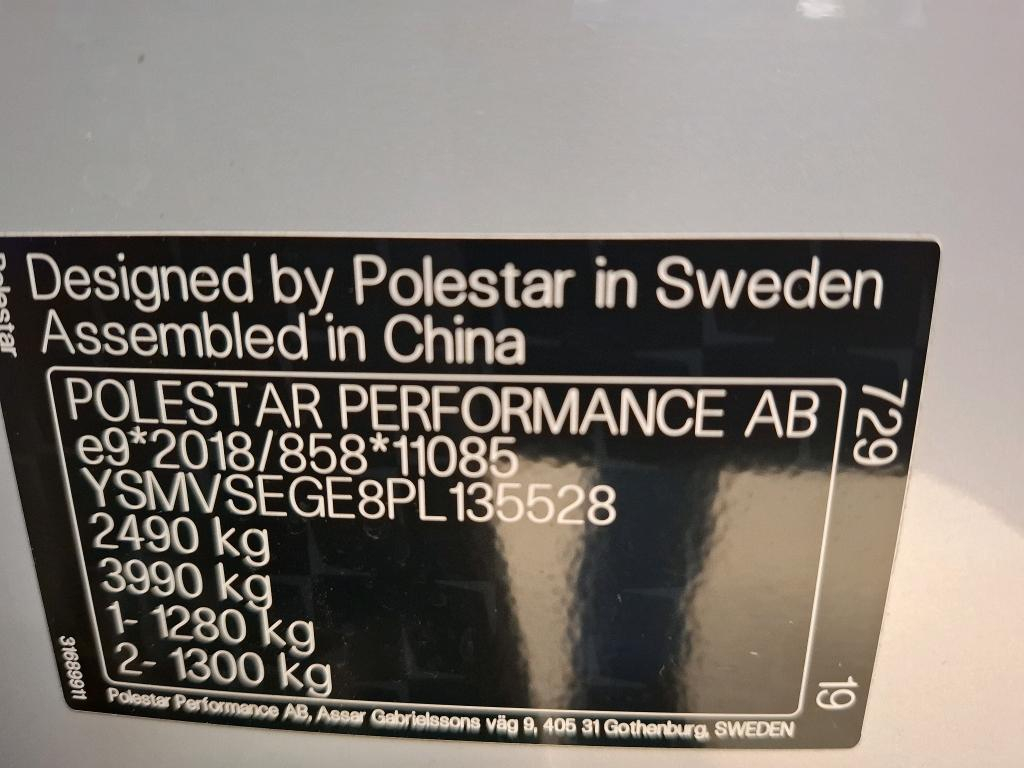 Polestar
Designed by Polestar in Sweden
Assembled in China
POLESTAR PERFORMANCE AB
e9*2018/858*11085
YSMVSEGE8PL135528
2490 kg
3990 kg
1- 1280 kg
2- 1300 kg
729
19
31689911
Polestar Performance AB, Assar Gabrielssons väg 9, 405 31 Gothenburg, SWEDEN